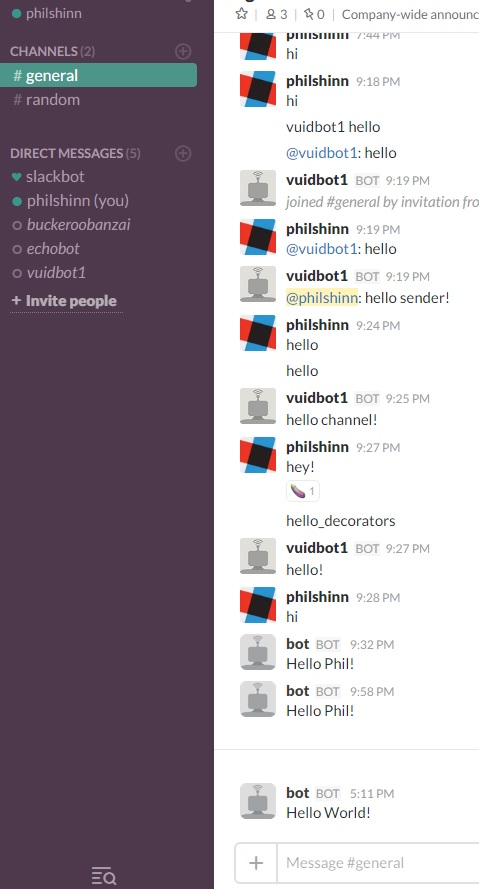 philshinn
CHANNELS (2)
# general
# random
DIRECT MESSAGES (5)
slackbot
philshinn (you)
buckeroobanzai
echobot
vuidbot1
+ Invite people
3 | 0 | Company-wide announc
philshinn 7:44 PM
hi
philshinn 9:18 PM
hi
vuidbot1 hello
@vuidbot1: hello
vuidbot1 BOT 9:19 PM
joined #general by invitation fro
philshinn 9:19 PM
@vuidbot1: hello
vuidbot1 BOT 9:19 PM
@philshinn: hello sender!
philshinn 9:24 PM
hello
hello
vuidbot1 BOT 9:25 PM
hello channel!
philshinn 9:27 PM
hey!
1
hello_decorators
vuidbot1 BOT 9:27 PM
hello!
philshinn 9:28 PM
hi
bot BOT 9:32 PM
Hello Phil!
bot BOT 9:58 PM
Hello Phil!
bot BOT 5:11 PM
Hello World!
+ Message #general